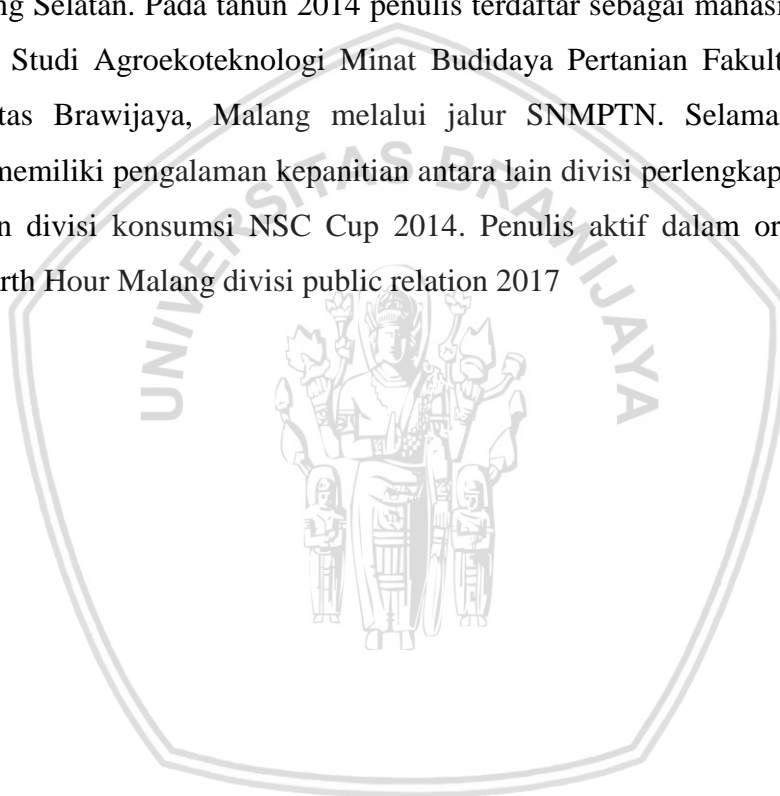 ng Selatan. Pada tahun 2014 penulis terdaftar sebagai mahasi
Studi Agroekoteknologi Minat Budidaya Pertanian Fakult
tas Brawijaya, Malang melalui jalur SNMPTN. Selama
memiliki pengalaman kepanitian antara lain divisi perlengkap
n divisi konsumsi NSC Cup 2014. Penulis aktif dalam or
rth Hour Malang divisi public relation 2017
UNIVERSITAS BRAWIJAYA